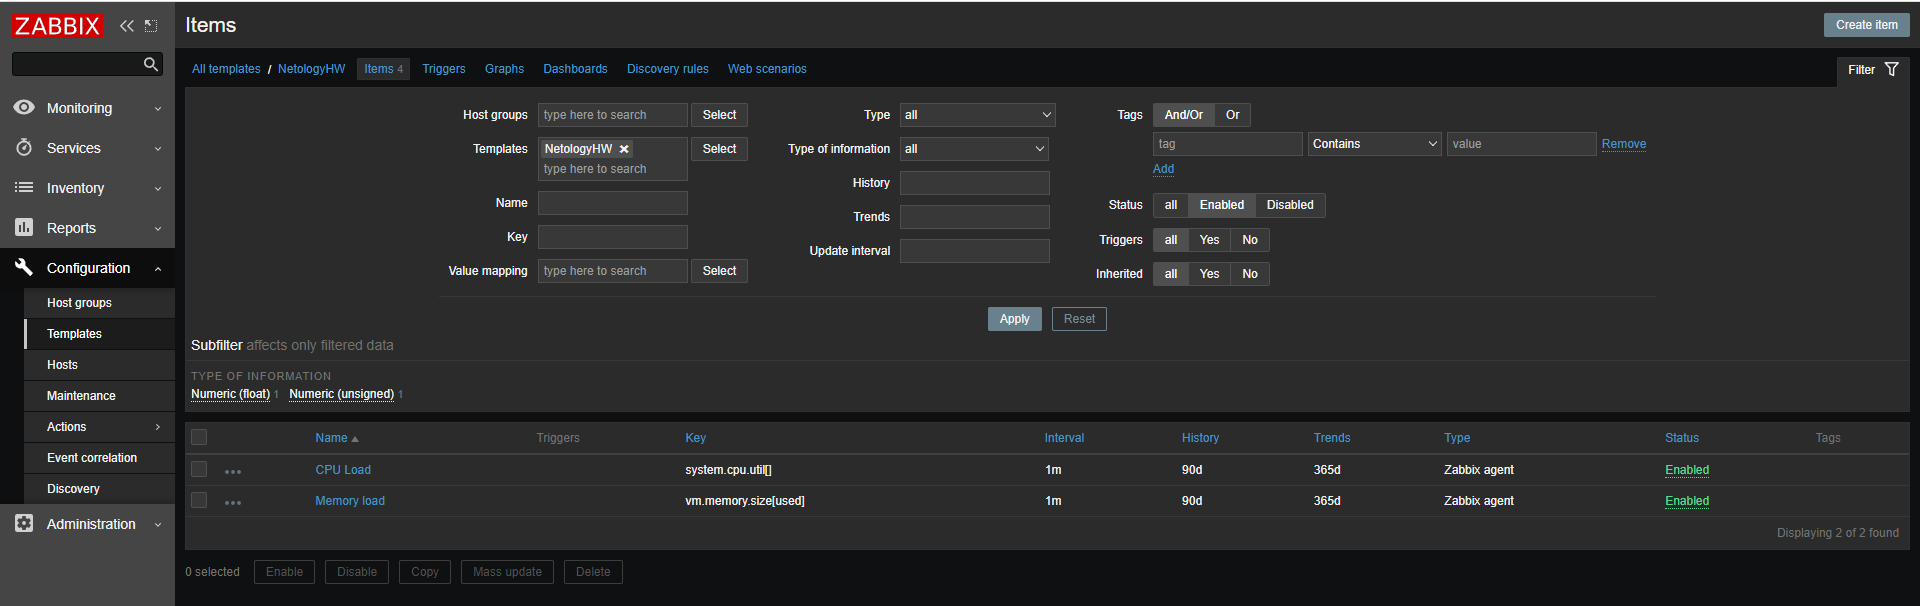 ZABBIX
Items
Create item
All templates / NetologyHW Items 4 Triggers Graphs Dashboards Discovery rules Web scenarios
Filter
Monitoring
Services
Inventory
Reports
Configuration
Host groups
Templates
Hosts
Maintenance
Actions
Event correlation
Discovery
Administration
Host groups type here to search Select
Templates NetologyHW Select
type here to search
Name
Key
Value mapping type here to search Select
Type all
Type of information all
History
Trends
Update interval
Tags And/Or Or
tag Contains value Remove
Add
Status all Enabled Disabled
Triggers all Yes No
Inherited all Yes No
Apply Reset
Subfilter affects only filtered data
TYPE OF INFORMATION
Numeric (float) 1 Numeric (unsigned) 1
Name Triggers Key Interval History Trends Type Status Tags
CPU Load system.cpu.util[] 1m 90d 365d Zabbix agent Enabled
Memory load vm.memory.size[used] 1m 90d 365d Zabbix agent Enabled
Displaying 2 of 2 found
0 selected Enable Disable Copy Mass update Delete